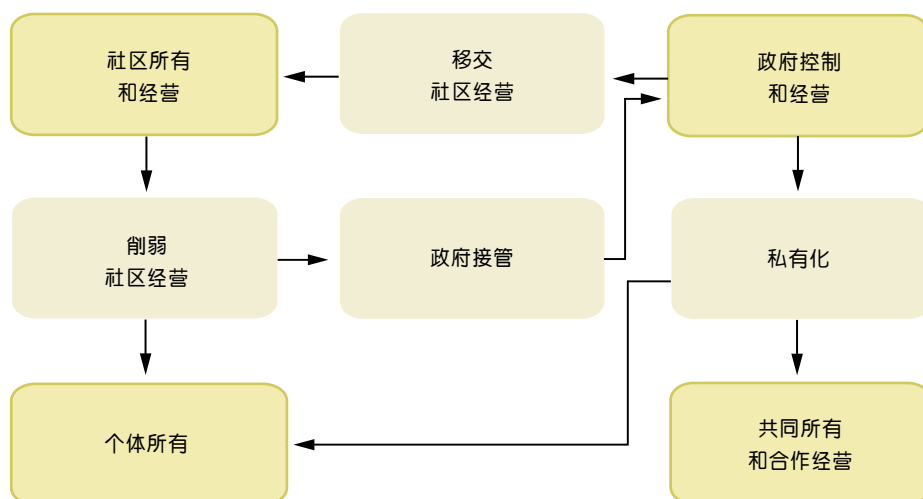 社区所有
和经营
移交
社区经营
政府控制
和经营
削弱
社区经营
政府接管
私有化
个体所有
共同所有
和合作经营